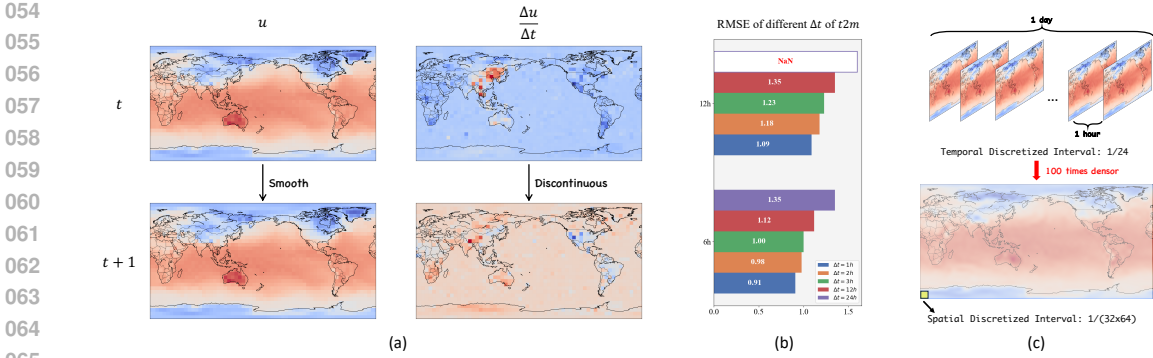 054
055
056
057
058
059
060
061
062
063
064
065
u
Δu
Δt
t
Smooth
Discontinuous
t + 1
(a)
RMSE of different Δt of t2m
NaN
1.35
1.23
1.18
1.09
12h
1.35
1.12
1.00
0.98
0.91
6h
Δt = 1h
Δt = 2h
Δt = 3h
Δt = 12h
Δt = 24h
0.0 0.5 1.0 1.5
(b)
1 day
...
1 hour
Temporal Discretized Interval: 1/24
100 times densor
Spatial Discretized Interval: 1/(32x64)
(c)